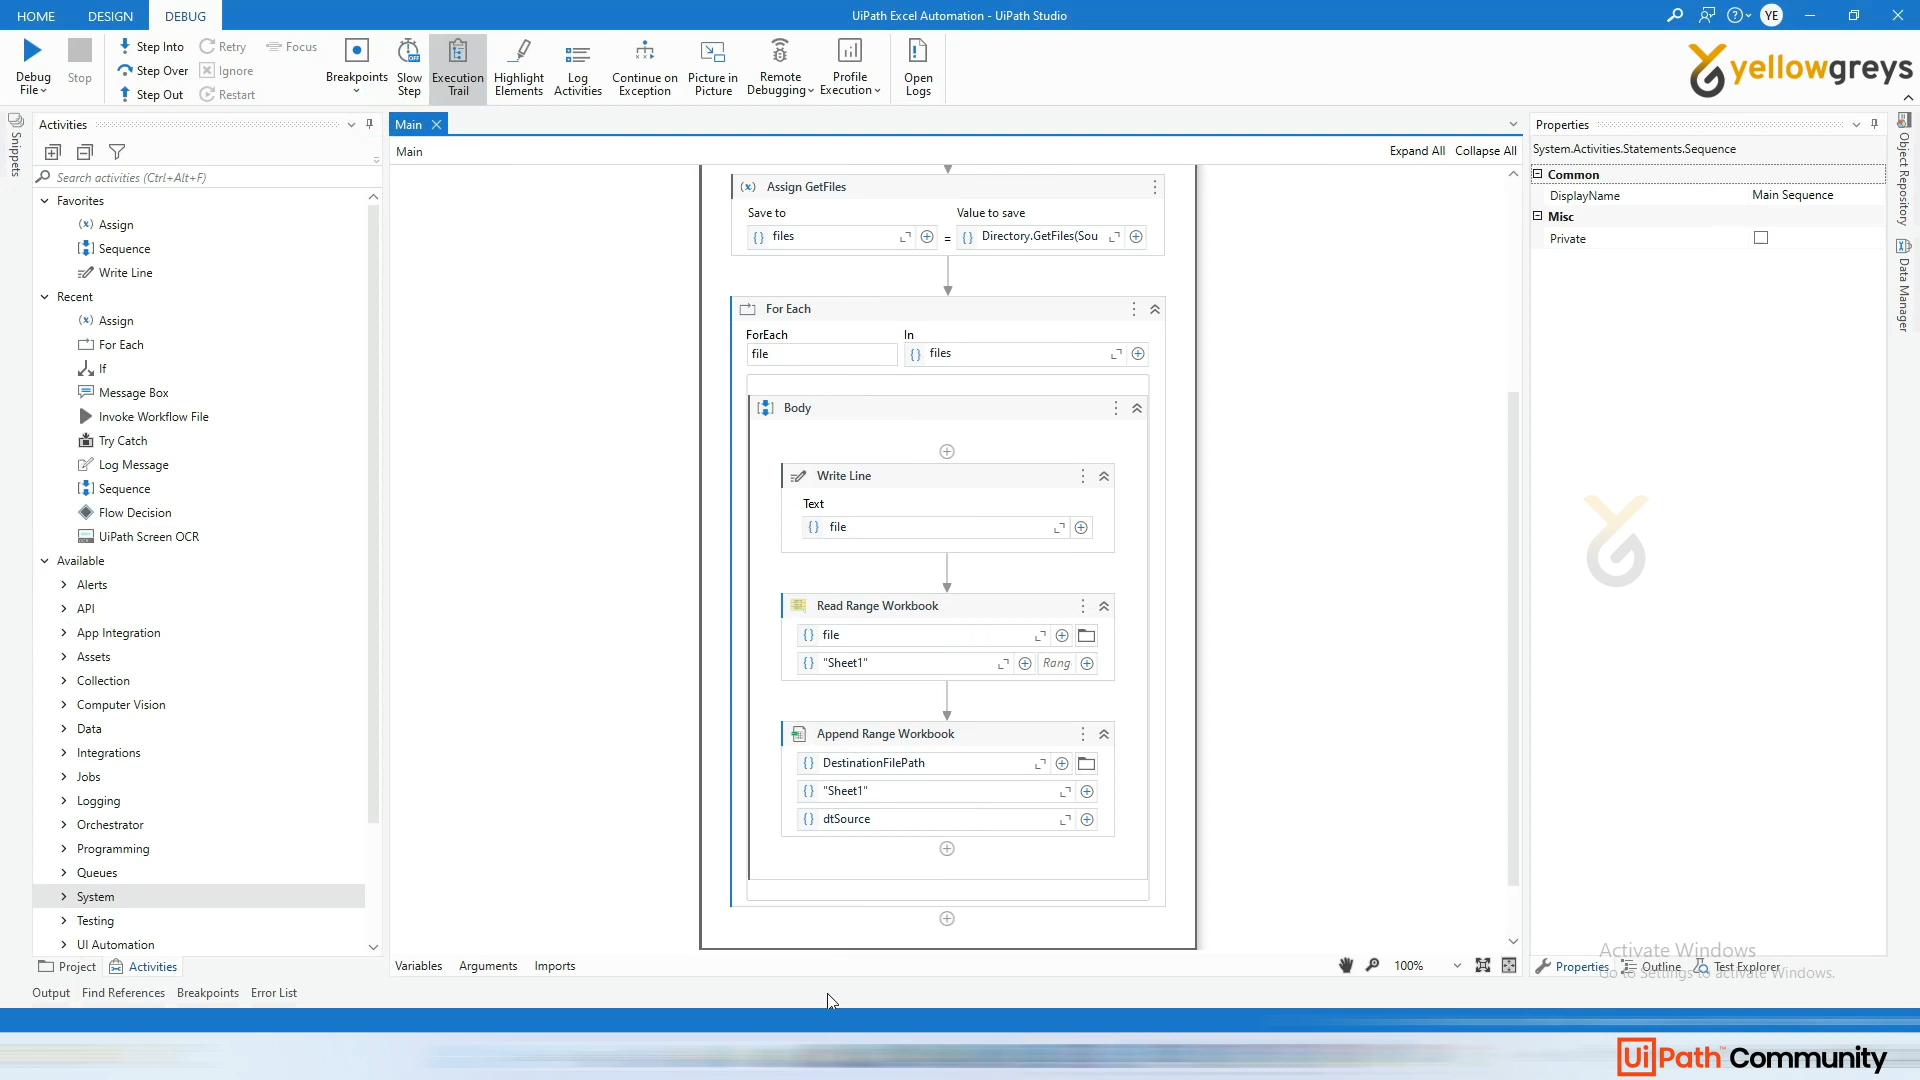 HOME DESIGN DEBUG UiPath Excel Automation - UiPath Studio YE
Debug File
Stop
Step Into
Step Over
Step Out
Retry
Ignore
Restart
Focus
Breakpoints
Slow Step
OFF
Execution Trail
Highlight Elements
Log Activities
Continue on Exception
Picture in Picture
Remote Debugging
Profile Execution
Open Logs
yellowgreys
Snippets
Activities
Search activities (Ctrl+Alt+F)
Favorites
Assign
Sequence
Write Line
Recent
Assign
For Each
If
Message Box
Invoke Workflow File
Try Catch
Log Message
Sequence
Flow Decision
UiPath Screen OCR
Available
Alerts
API
App Integration
Assets
Collection
Computer Vision
Data
Integrations
Jobs
Logging
Orchestrator
Programming
Queues
System
Testing
UI Automation
Project Activities
Main
Main Expand All Collapse All
Assign GetFiles
Save to Value to save
files = Directory.GetFiles(Sou
For Each
ForEach In
file files
Body
Write Line
Text
file
Read Range Workbook
file
"Sheet1" Rang
Append Range Workbook
DestinationFilePath
"Sheet1"
dtSource
Variables Arguments Imports 100%
Properties
System.Activities.Statements.Sequence
Common
DisplayName Main Sequence
Misc
Private
Object Repository
Data Manager
Activate Windows
Go to Settings to activate Windows.
Properties Outline Test Explorer
Output Find References Breakpoints Error List
UiPath™ Community